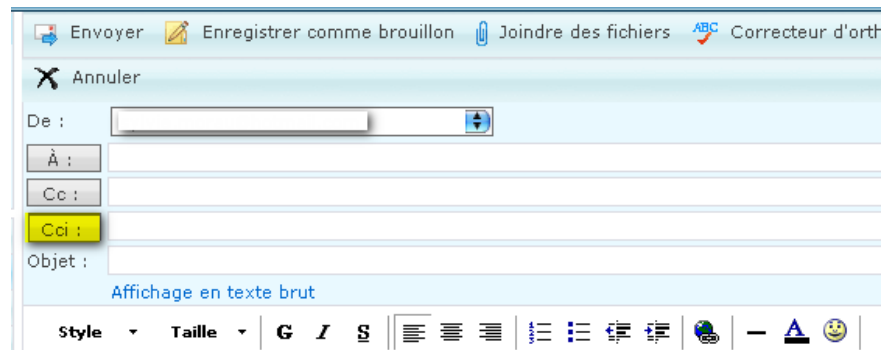 Envoyer Enregistrer comme brouillon Joindre des fichiers ABC Correcteur d'orth
Annuler
De :
À :
Cc :
Cci :
Objet :
Affichage en texte brut
Style Taille G I S A